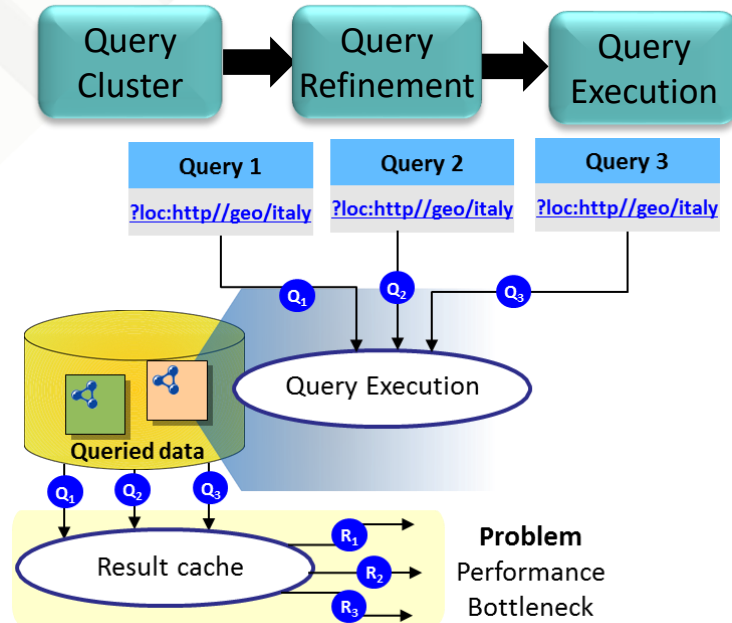 Query
Cluster
Query
Refinement
Query
Execution
Query 1
Query 2
Query 3
?loc:http//geo/italy
?loc:http//geo/italy
?loc:http//geo/italy
Q1
Q2
Q3
Query Execution
Queried data
Q1
Q2
Q3
Result cache
R1
R2
R3
Problem
Performance
Bottleneck